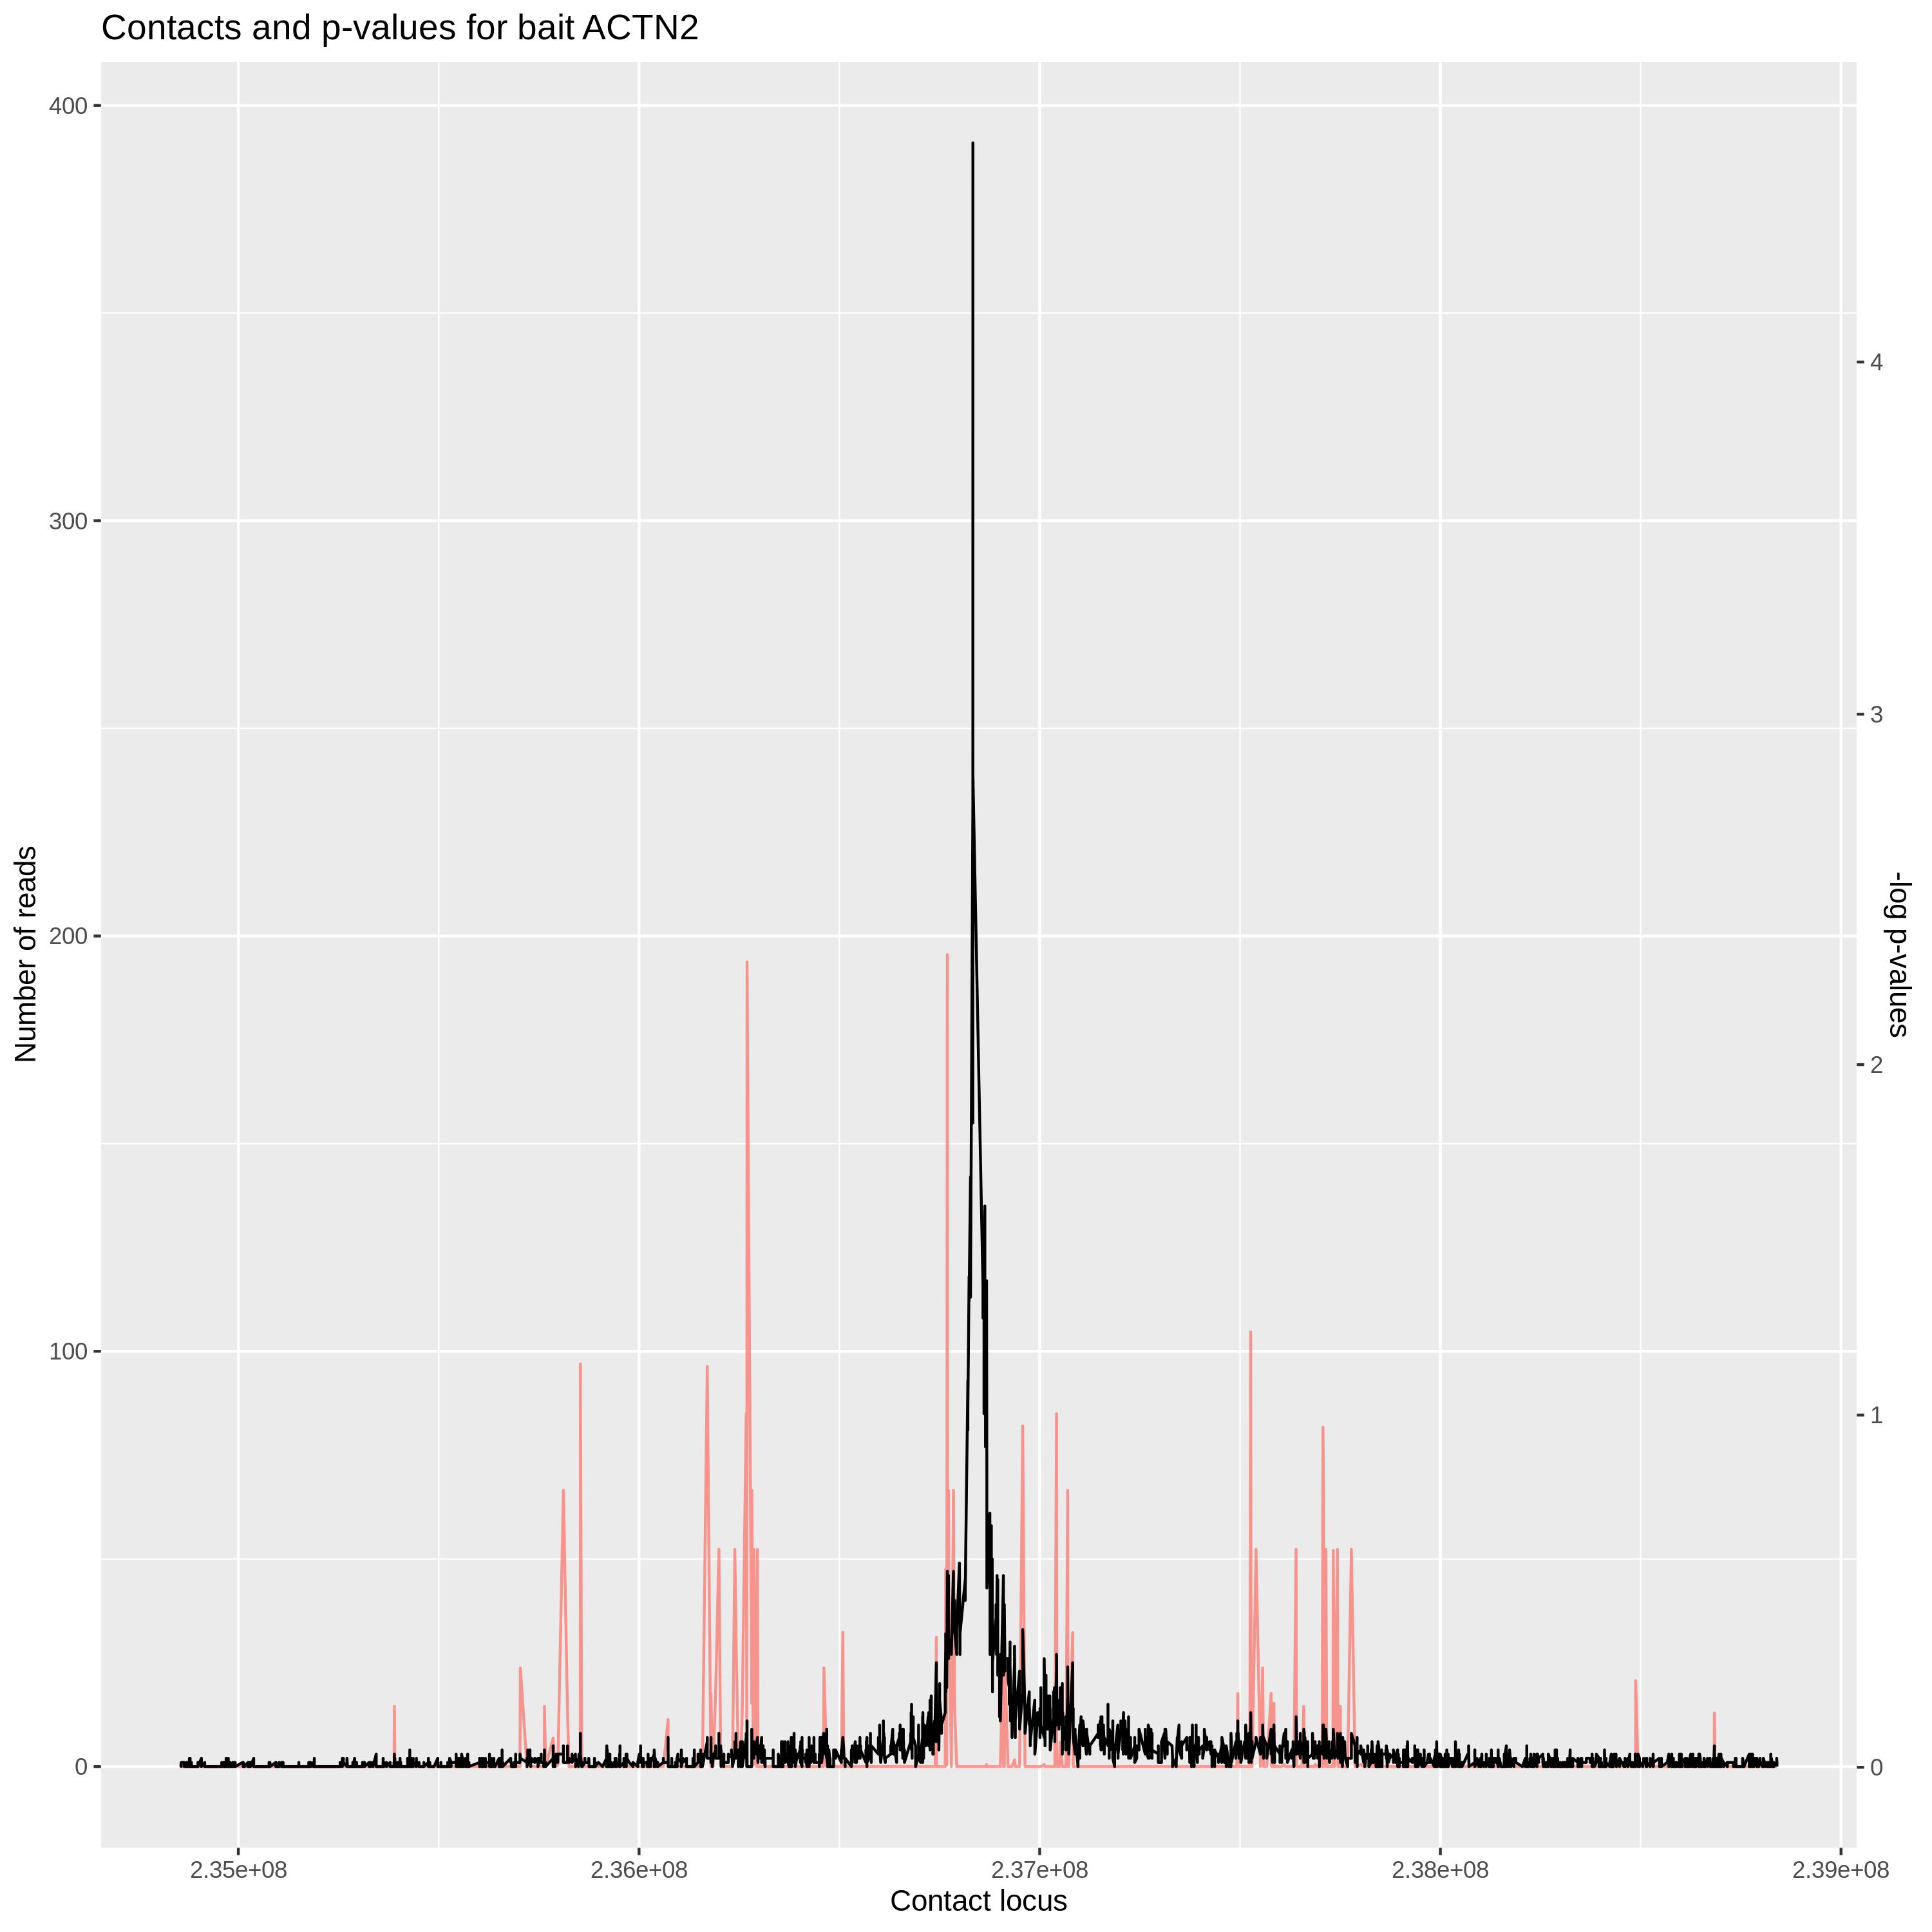 Contacts and p-values for bait ACTN2
400
300
200
100
0
Number of reads
4
3
2
1
0
-log p-values
2.35e+08
2.36e+08
2.37e+08
2.38e+08
2.39e+08
Contact locus